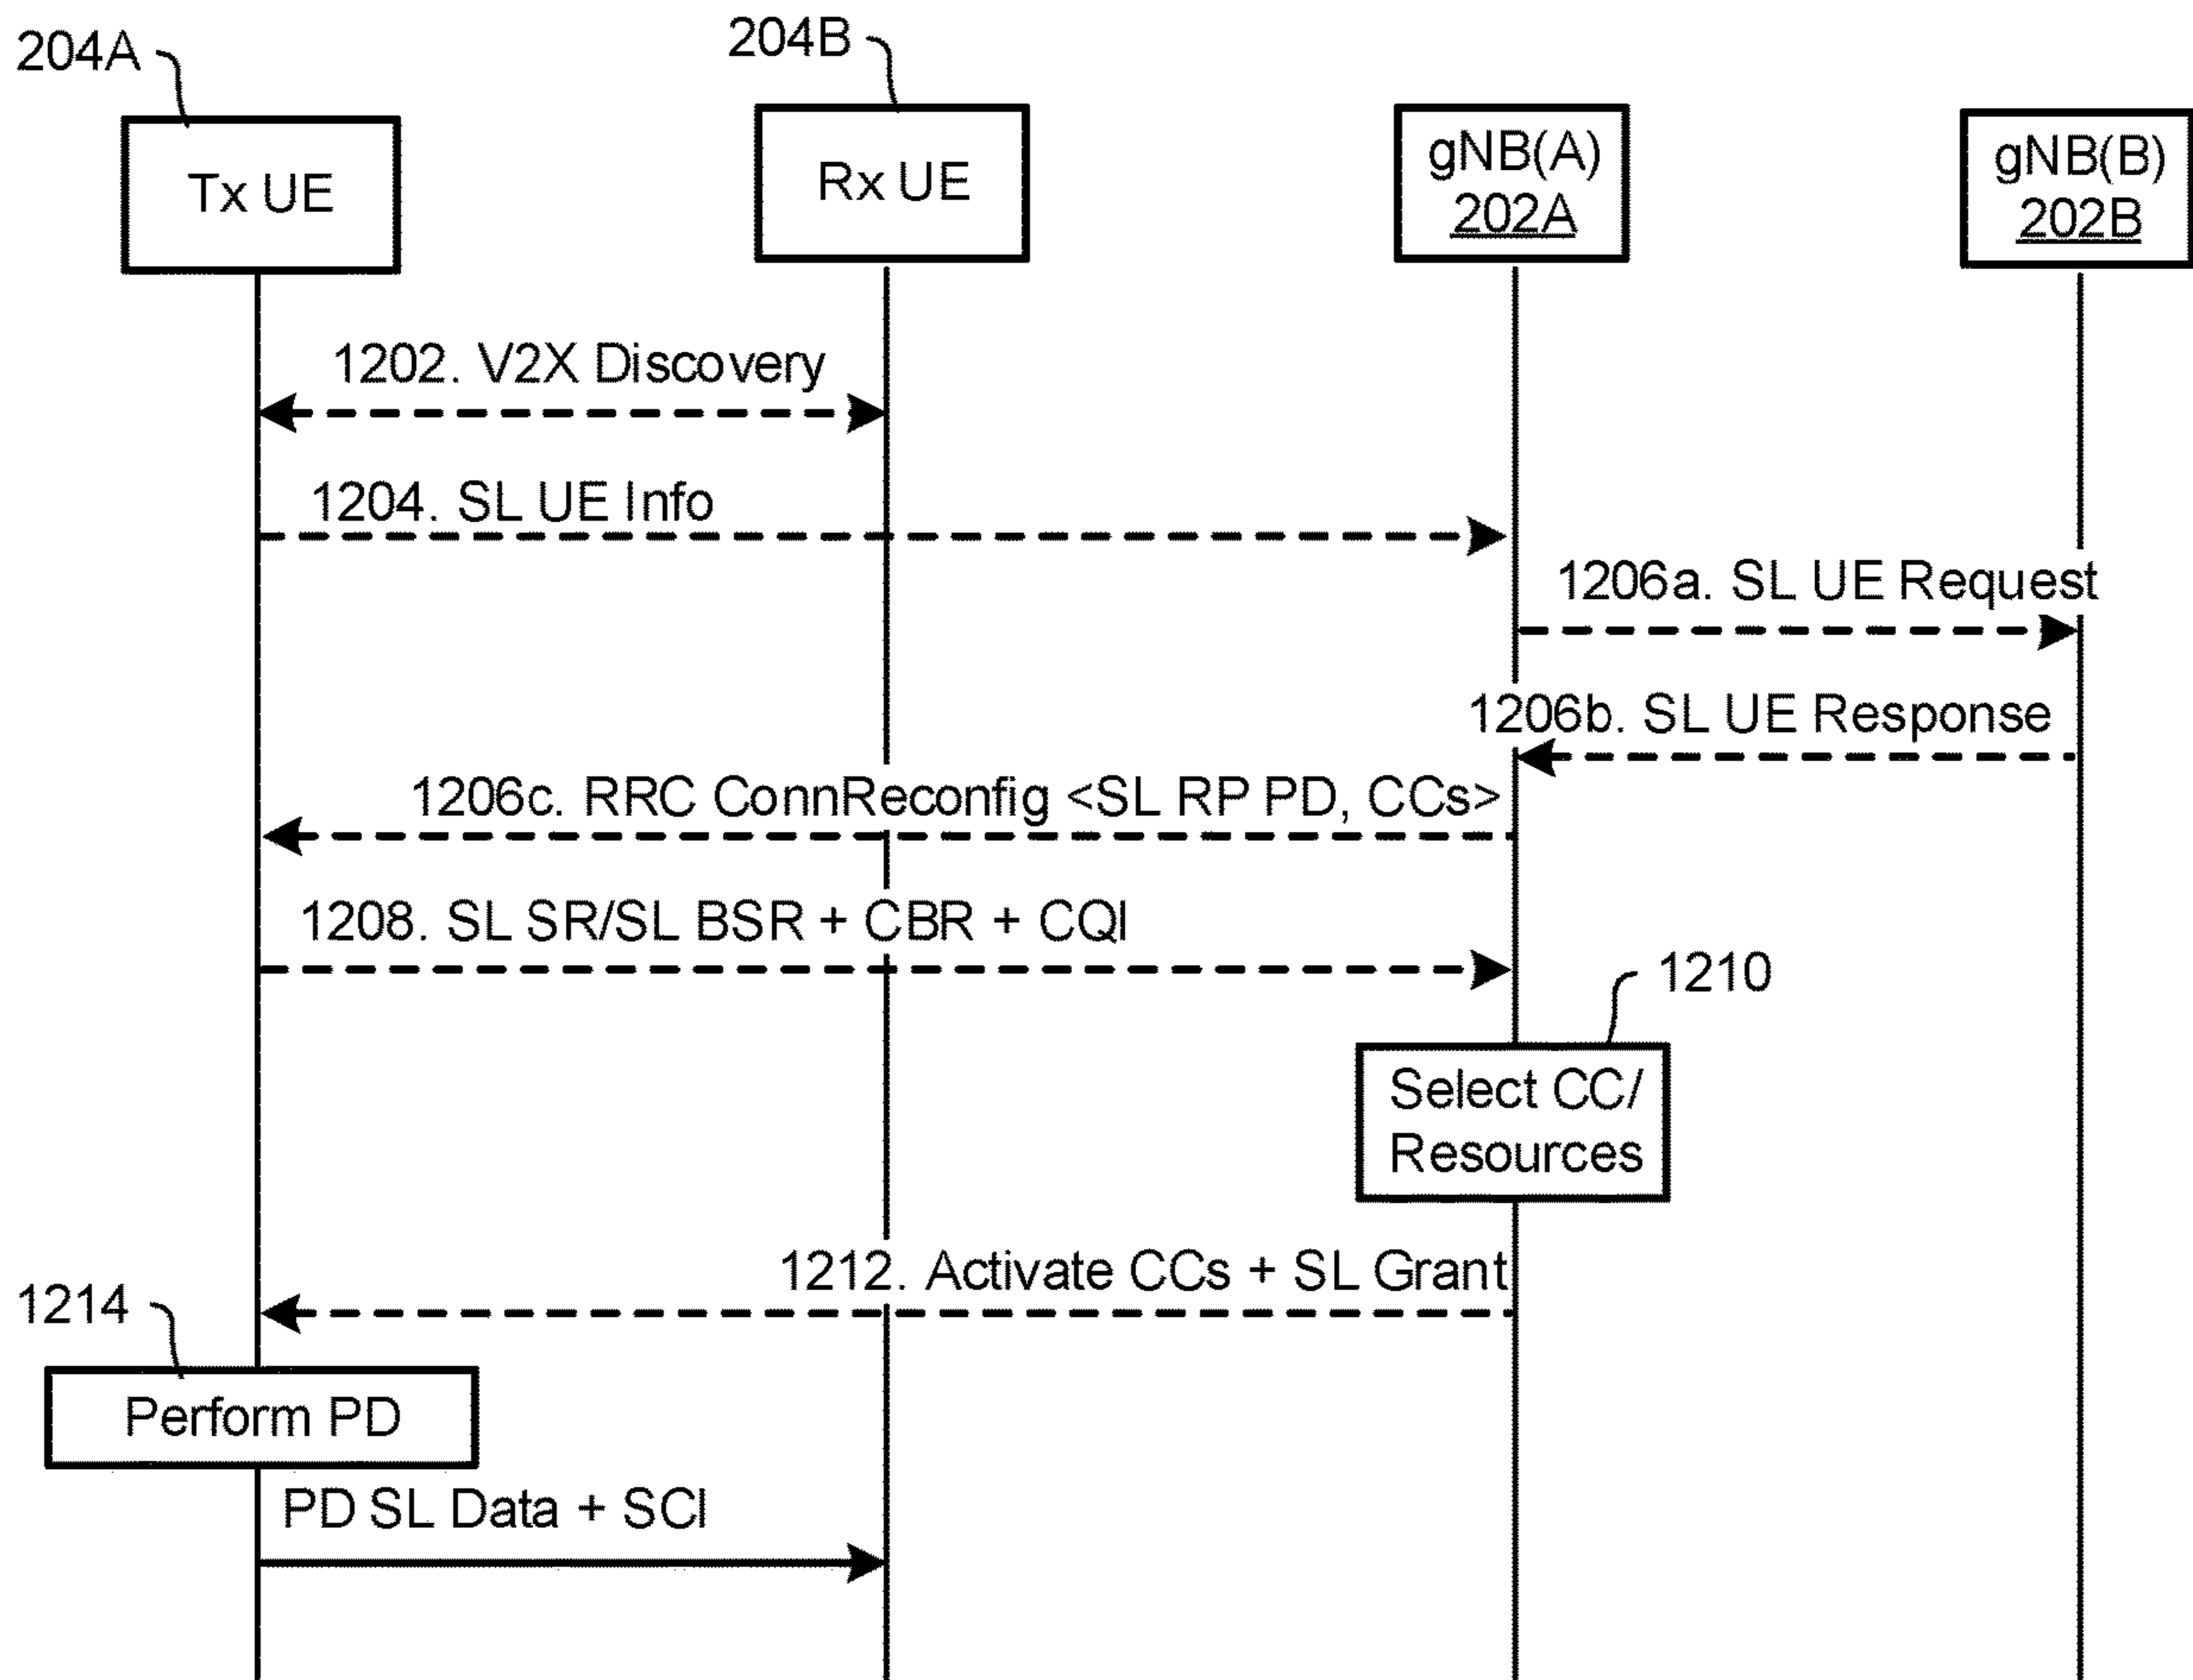 204A
204B
Tx UE
Rx UE
gNB(A)
202A
gNB(B)
202B
1202. V2X Discovery
1204. SL UE Info
1206a. SL UE Request
1206b. SL UE Response
1206c. RRC ConnReconfig <SL RP PD, CCs>
1208. SL SR/SL BSR + CBR + CQI
1210
Select CC/
Resources
1212. Activate CCs + SL Grant
1214
Perform PD
PD SL Data + SCI